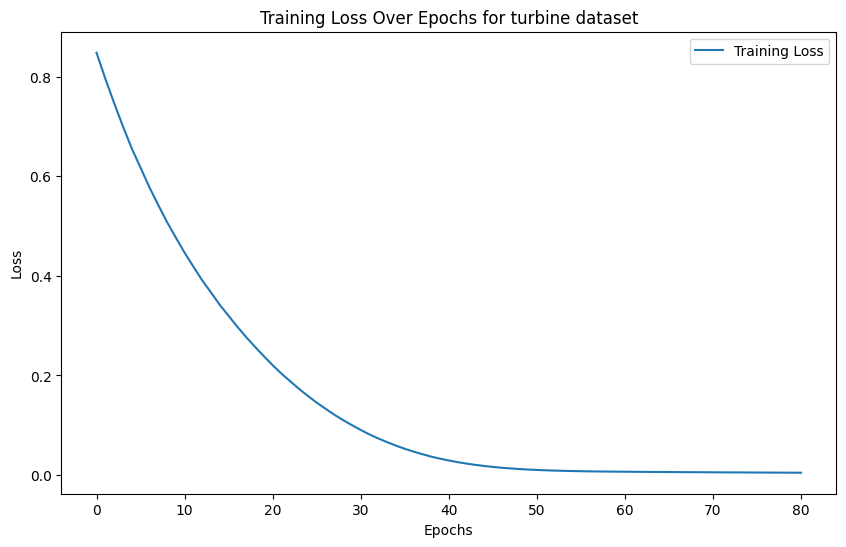 Training Loss Over Epochs for turbine dataset
Training Loss
Loss
0.8
0.6
0.4
0.2
0.0
0 10 20 30 40 50 60 70 80
Epochs